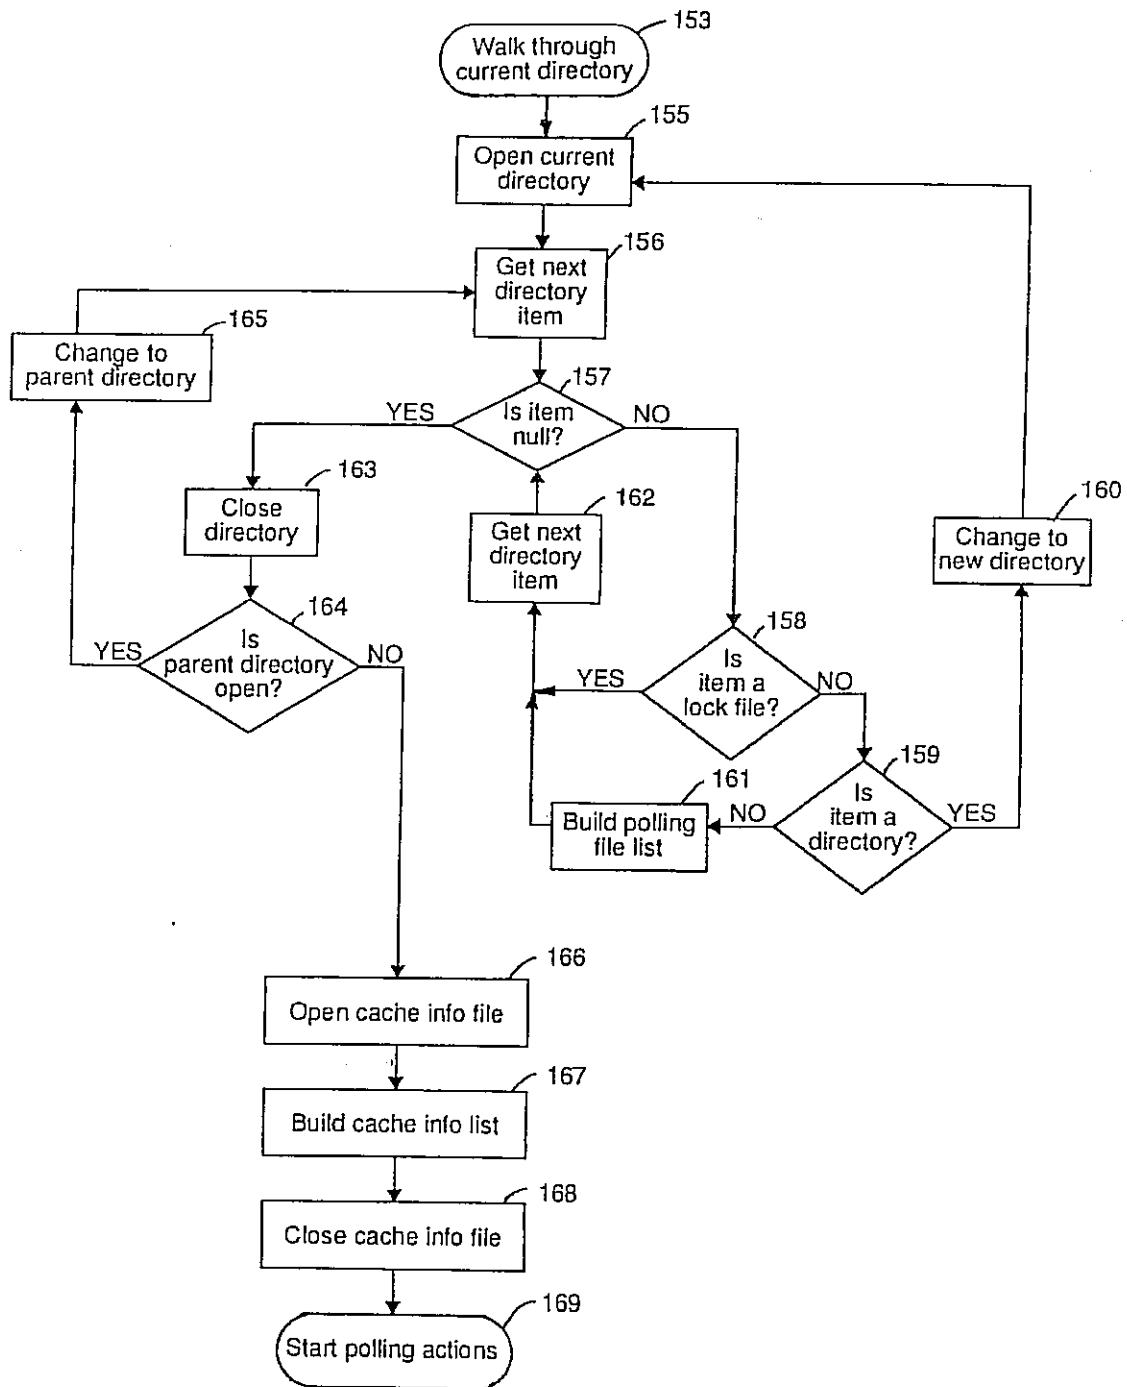 153
Walk through
current directory
155
Open current
directory
156
Get next
directory
item
165
Change to
parent directory
157
Is item
null?
YES
NO
163
Close
directory
162
Get next
directory
item
160
Change to
new directory
164
Is
parent directory
open?
YES
NO
158
Is
item a
lock file?
YES
NO
159
Is
item a
directory?
NO
YES
161
Build polling
file list
166
Open cache info file
167
Build cache info list
168
Close cache info file
169
Start polling actions